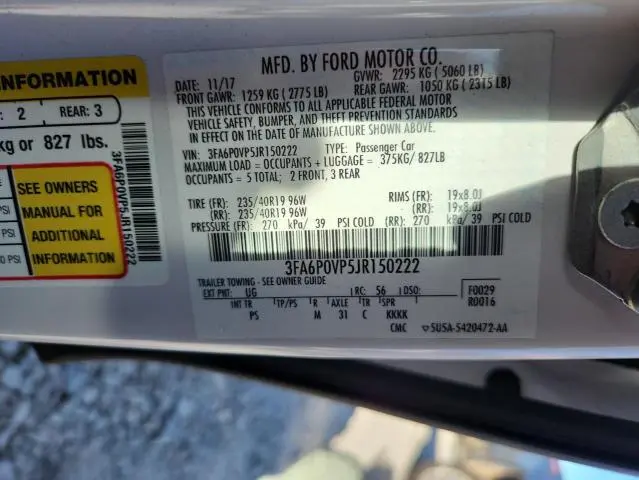 INFORMATION
2 REAR: 3
kg or 827 lbs.
SEE OWNERS
MANUAL FOR
ADDITIONAL
INFORMATION
PSI
PSI
0 PSI
3FA6P0VP5JR150222
MFD. BY FORD MOTOR CO.
DATE: 11/17 GVWR: 2295 KG ( 5060 LB)
FRONT GAWR: 1259 KG ( 2775 LB) REAR GAWR: 1050 KG ( 2315 LB)
THIS VEHICLE CONFORMS TO ALL APPLICABLE FEDERAL MOTOR
VEHICLE SAFETY, BUMPER, AND THEFT PREVENTION STANDARDS
IN EFFECT ON THE DATE OF MANUFACTURE SHOWN ABOVE.
VIN: 3FA6P0VP5JR150222 TYPE: Passenger Car
MAXIMUM LOAD = OCCUPANTS + LUGGAGE = 375KG/ 827LB
OCCUPANTS = 5 TOTAL; 2 FRONT, 3 REAR
TIRE (FR): 235/40R19 96W RIMS (FR): 19x8.0J
(RR): 235/40R19 96W (RR): 19x8.0J
PRESSURE (FR): 270 kPa/ 39 PSI COLD (RR): 270 kPa/ 39 PSI COLD
3FA6P0VP5JR150222
TRAILER TOWING - SEE OWNER GUIDE
EXT PNT: UG RC: 56 DSO: F0029
INT TR TP/PS R AXLE TR SPR R0016
PS M 31 C KKKK
CMC 5U5A-5420472-AA